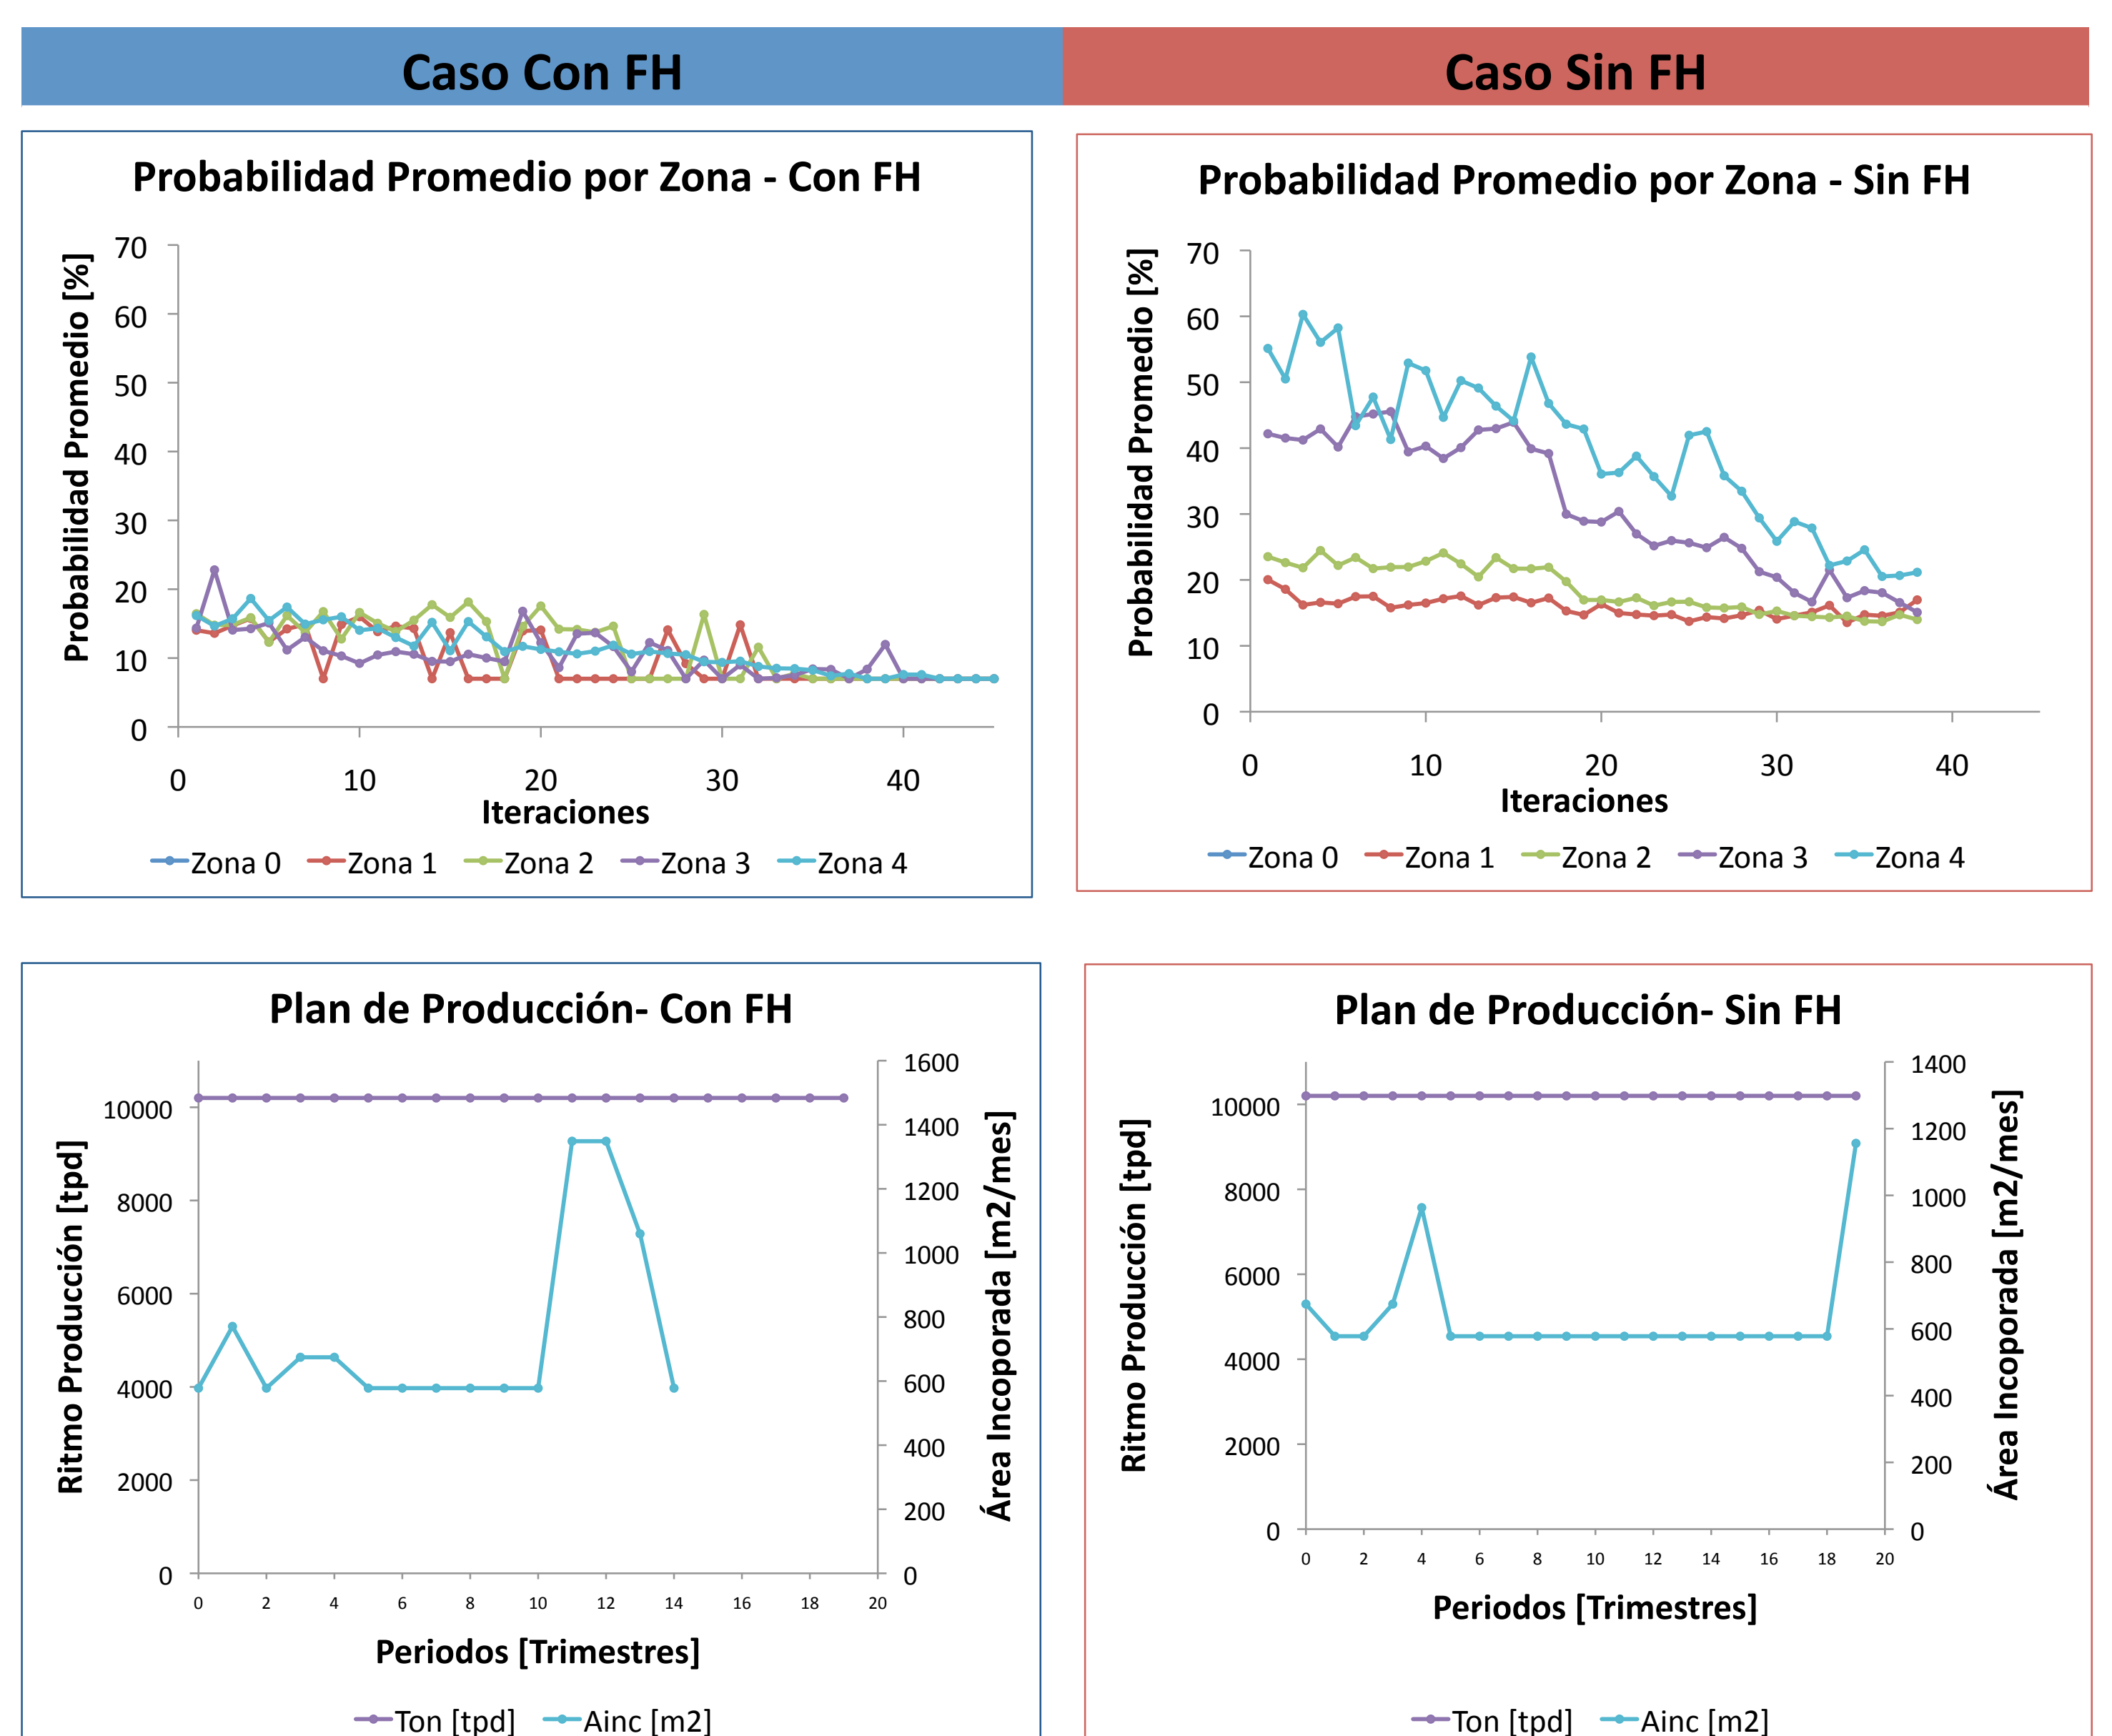 Caso Con FH
Caso Sin FH
Probabilidad Promedio por Zona - Con FH
Probabilidad Promedio [%]
70
60
50
40
30
20
10
0
0 10 20 30 40
Iteraciones
Zona 0 Zona 1 Zona 2 Zona 3 Zona 4
Probabilidad Promedio por Zona - Sin FH
Probabilidad Promedio [%]
70
60
50
40
30
20
10
0
0 10 20 30 40
Iteraciones
Zona 0 Zona 1 Zona 2 Zona 3 Zona 4
Plan de Producción- Con FH
Ritmo Producción [tpd]
10000
8000
6000
4000
2000
0
1600
1400
1200
1000
800
600
400
200
0
Área Incoporada [m2/mes]
0 2 4 6 8 10 12 14 16 18 20
Periodos [Trimestres]
Ton [tpd] Ainc [m2]
Plan de Producción- Sin FH
Ritmo Producción [tpd]
10000
8000
6000
4000
2000
0
1400
1200
1000
800
600
400
200
0
Área Incoporada [m2/mes]
0 2 4 6 8 10 12 14 16 18 20
Periodos [Trimestres]
Ton [tpd] Ainc [m2]